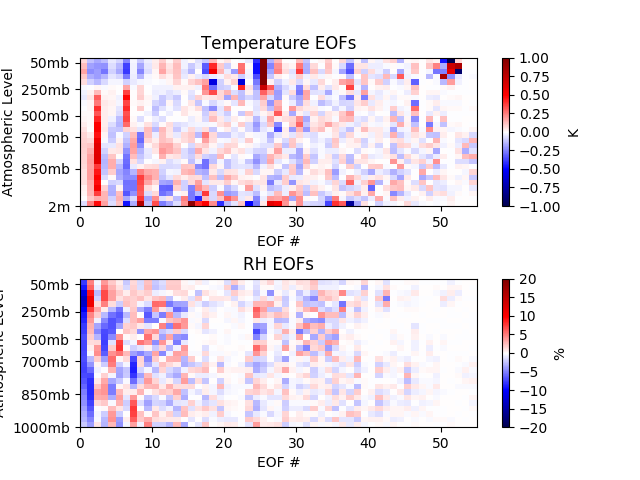 Temperature EOFs
50mb
250mb
500mb
700mb
850mb
2m
Atmospheric Level
0 10 20 30 40 50
EOF #
1.00
0.75
0.50
0.25
0.00
−0.25
−0.50
−0.75
−1.00
K
RH EOFs
50mb
250mb
500mb
700mb
850mb
1000mb
0 10 20 30 40 50
EOF #
20
15
10
5
0
−5
−10
−15
−20
%